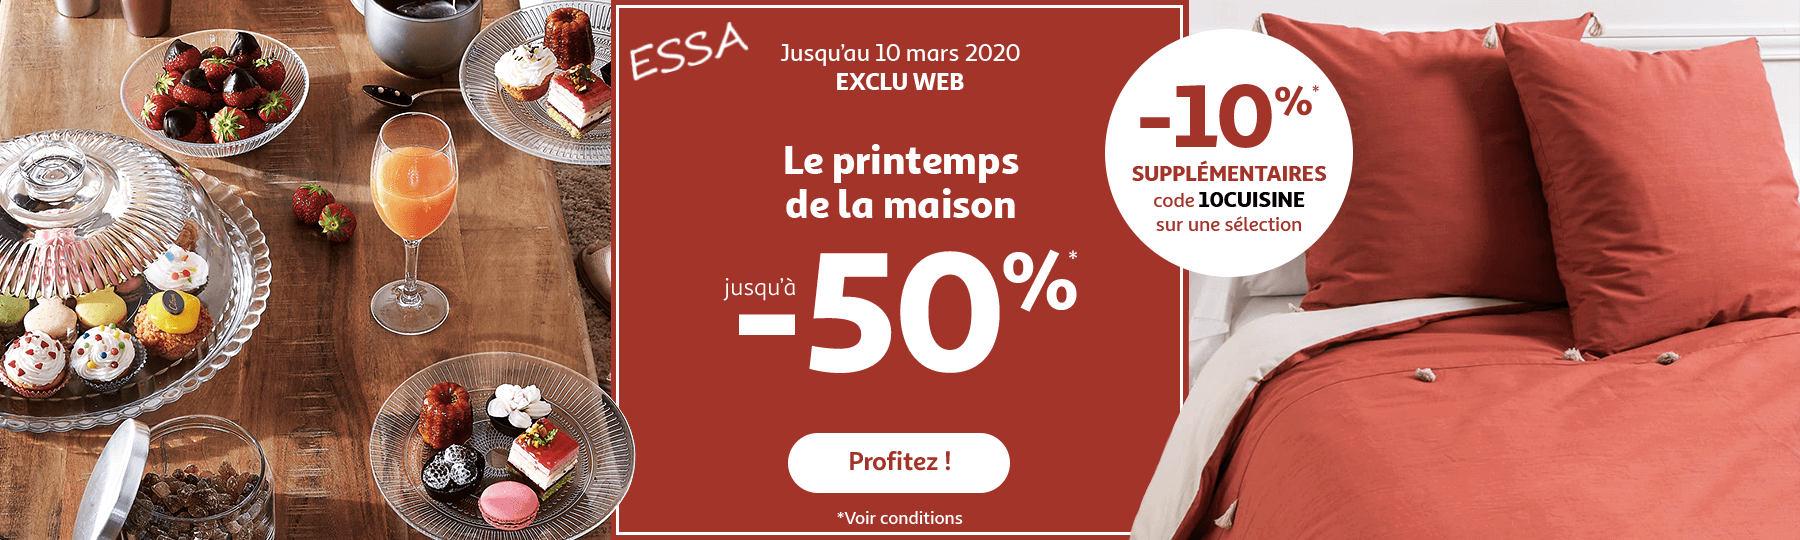 ESSA
Jusqu'au 10 mars 2020
EXCLU WEB
Le printemps
de la maison
jusqu'à
-50%*
Profitez !
*Voir conditions
-10%*
SUPPLÉMENTAIRES
code 10CUISINE
sur une sélection